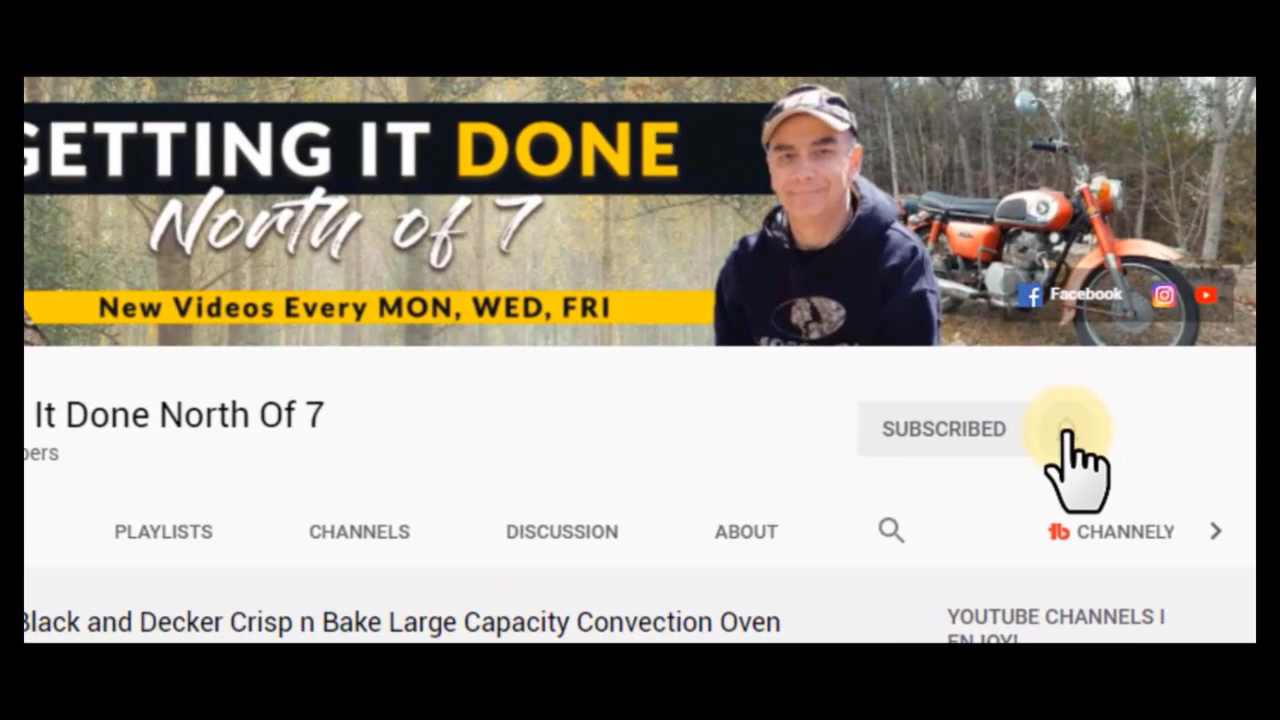 GETTING IT DONE
North of 7
New Videos Every MON, WED, FRI
Facebook
It Done North Of 7
SUBSCRIBED
bers
PLAYLISTS CHANNELS DISCUSSION ABOUT CHANNELY
Black and Decker Crisp n Bake Large Capacity Convection Oven
YOUTUBE CHANNELS I
ENJOY!